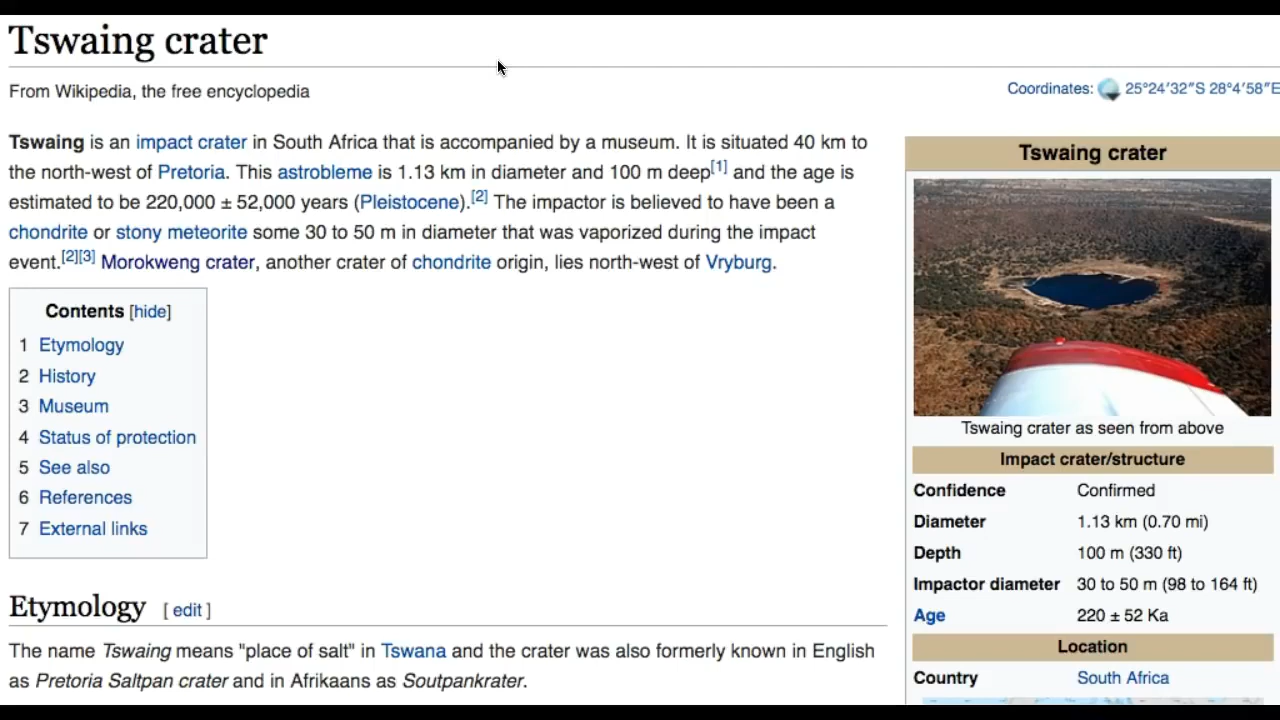 Tswaing crater
From Wikipedia, the free encyclopedia
Coordinates: 25°24′32″S 28°4′58″E
Tswaing is an impact crater in South Africa that is accompanied by a museum. It is situated 40 km to
the north-west of Pretoria. This astrobleme is 1.13 km in diameter and 100 m deep[1] and the age is
estimated to be 220,000 ± 52,000 years (Pleistocene).[2] The impactor is believed to have been a
chondrite or stony meteorite some 30 to 50 m in diameter that was vaporized during the impact
event.[2][3] Morokweng crater, another crater of chondrite origin, lies north-west of Vryburg.
Contents [hide]
1 Etymology
2 History
3 Museum
4 Status of protection
5 See also
6 References
7 External links
Etymology [ edit ]
The name Tswaing means "place of salt" in Tswana and the crater was also formerly known in English
as Pretoria Saltpan crater and in Afrikaans as Soutpankrater.
Tswaing crater
Tswaing crater as seen from above
Impact crater/structure
Confidence Confirmed
Diameter 1.13 km (0.70 mi)
Depth 100 m (330 ft)
Impactor diameter 30 to 50 m (98 to 164 ft)
Age 220 ± 52 Ka
Location
Country South Africa